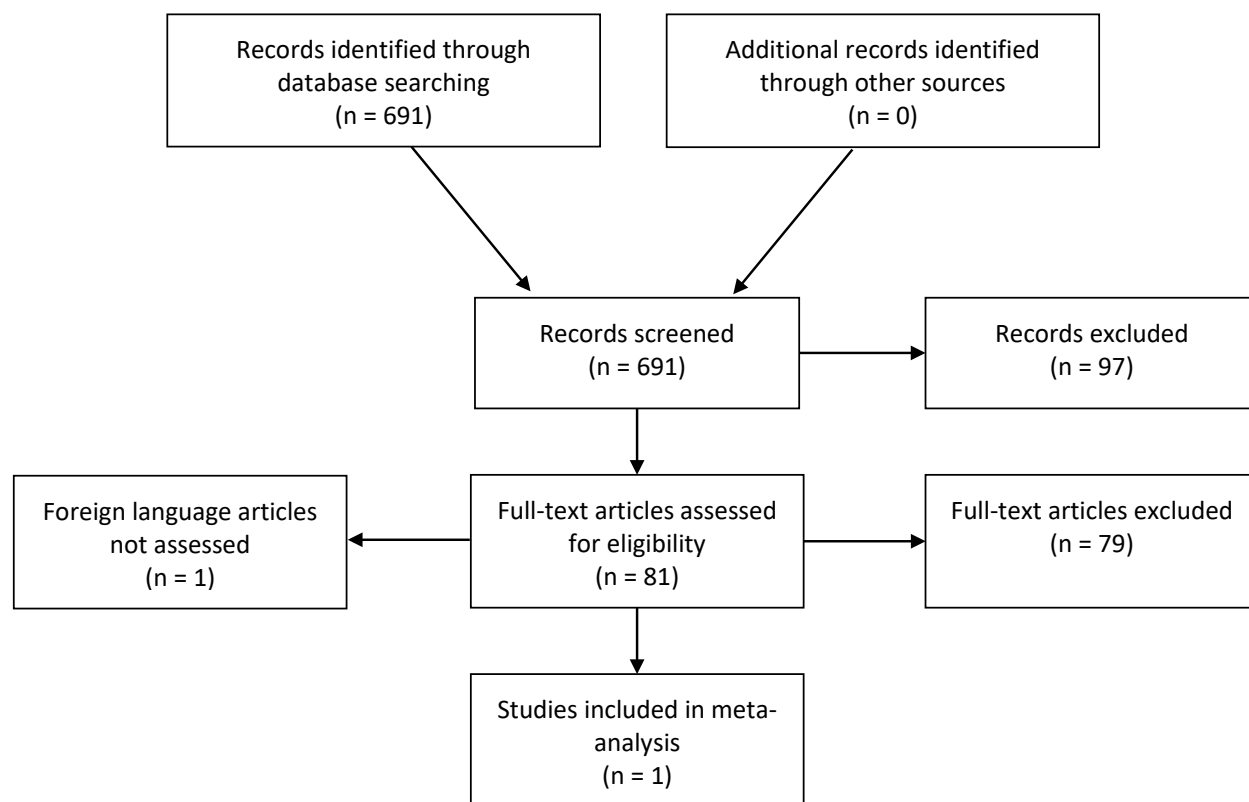 Records identified through
database searching
(n = 691)
Additional records identified
through other sources
(n = 0)
Records screened
(n = 691)
Records excluded
(n = 97)
Foreign language articles
not assessed
(n = 1)
Full-text articles assessed
for eligibility
(n = 81)
Full-text articles excluded
(n = 79)
Studies included in meta-
analysis
(n = 1)